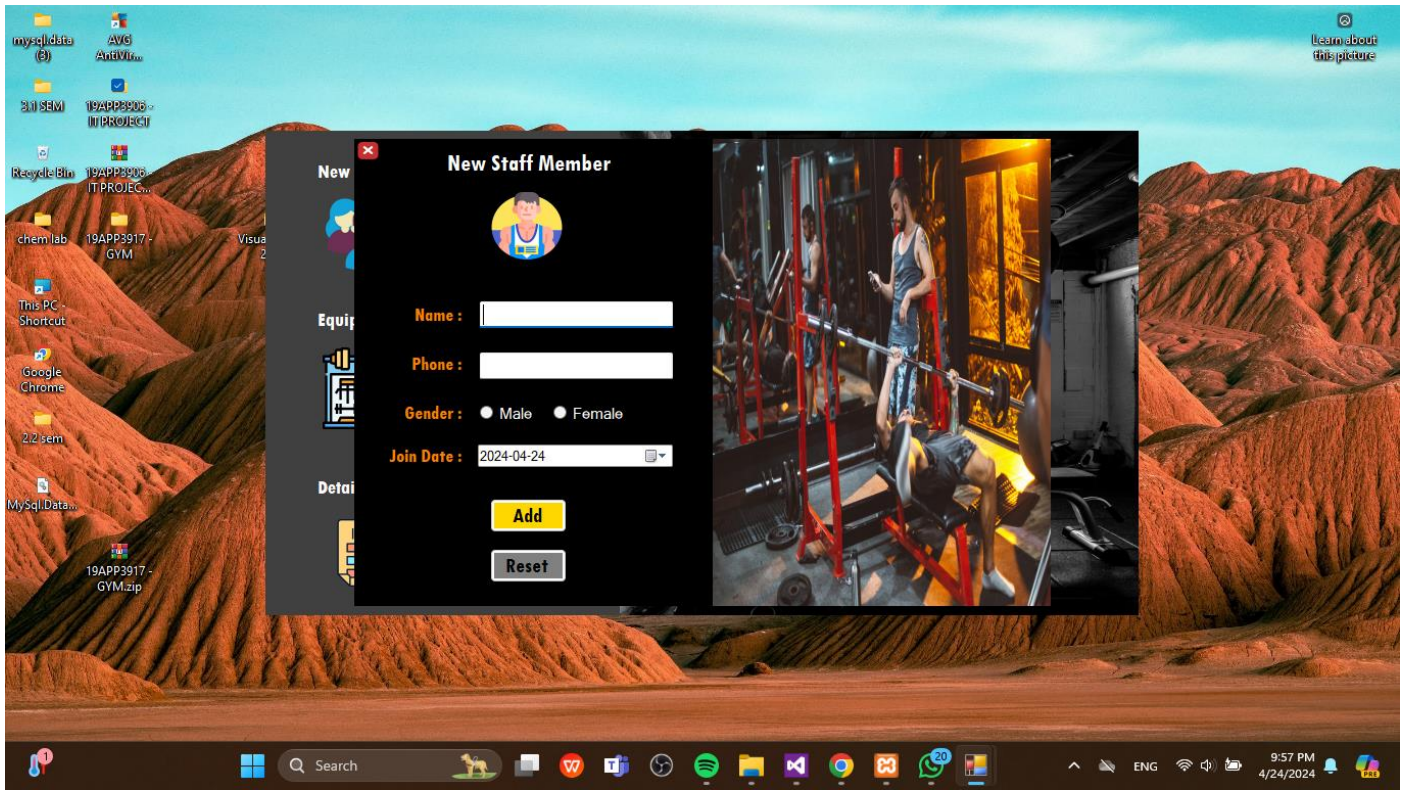 mysql.data
(3)
AVG
AntiVir...
Learn about
this picture
3.1 SEM
19APP3906 -
IT PROJECT
Recycle Bin
19APP3906 -
IT PROJEC...
chem lab
19APP3917 -
GYM
Visua
2
This PC -
Shortcut
Google
Chrome
2.2 sem
MySql.Data...
19APP3917 -
GYM.zip
New
Equip
Detai
New Staff Member
Name :
Phone :
Gender :
Male
Female
Join Date :
2024-04-24
Add
Reset
1
Search
20
ENG
9:57 PM
4/24/2024
PRE